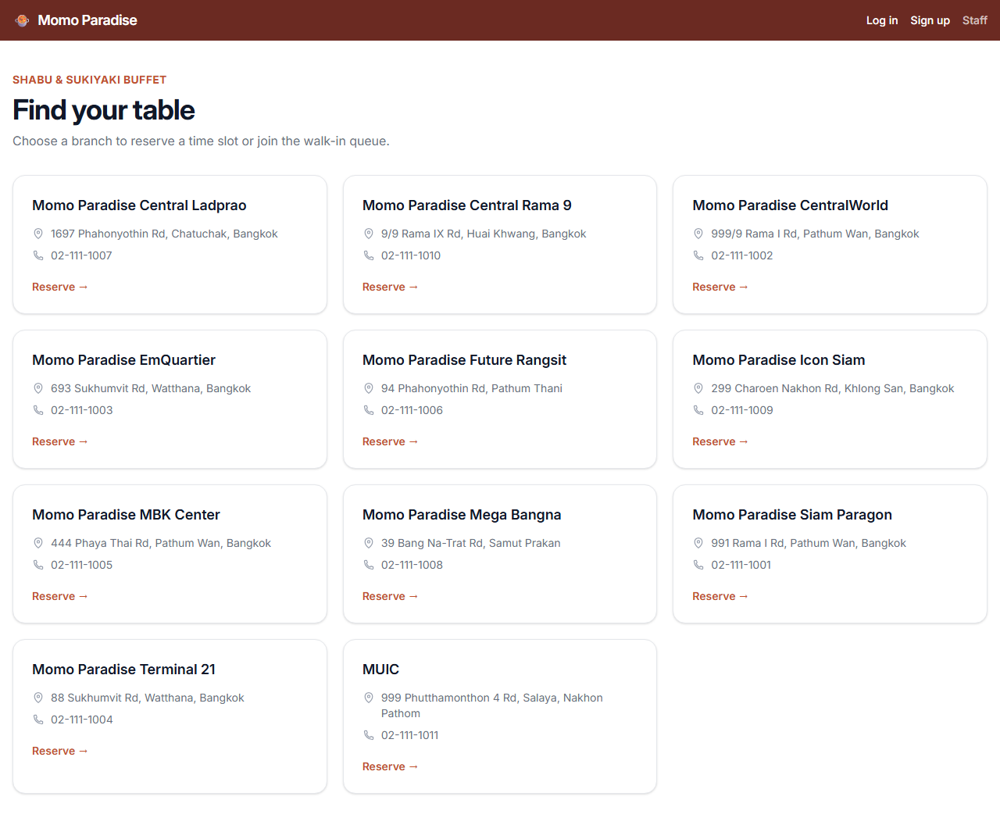 Momo Paradise
Log in
Sign up
Staff
SHABU & SUKIYAKI BUFFET
Find your table
Choose a branch to reserve a time slot or join the walk-in queue.
Momo Paradise Central Ladprao
1697 Phahonyothin Rd, Chatuchak, Bangkok
02-111-1007
Reserve →
Momo Paradise Central Rama 9
9/9 Rama IX Rd, Huai Khwang, Bangkok
02-111-1010
Reserve →
Momo Paradise CentralWorld
999/9 Rama I Rd, Pathum Wan, Bangkok
02-111-1002
Reserve →
Momo Paradise EmQuartier
693 Sukhumvit Rd, Watthana, Bangkok
02-111-1003
Reserve →
Momo Paradise Future Rangsit
94 Phahonyothin Rd, Pathum Thani
02-111-1006
Reserve →
Momo Paradise Icon Siam
299 Charoen Nakhon Rd, Khlong San, Bangkok
02-111-1009
Reserve →
Momo Paradise MBK Center
444 Phaya Thai Rd, Pathum Wan, Bangkok
02-111-1005
Reserve →
Momo Paradise Mega Bangna
39 Bang Na-Trat Rd, Samut Prakan
02-111-1008
Reserve →
Momo Paradise Siam Paragon
991 Rama I Rd, Pathum Wan, Bangkok
02-111-1001
Reserve →
Momo Paradise Terminal 21
88 Sukhumvit Rd, Watthana, Bangkok
02-111-1004
Reserve →
MUIC
999 Phutthamonthon 4 Rd, Salaya, Nakhon
Pathom
02-111-1011
Reserve →